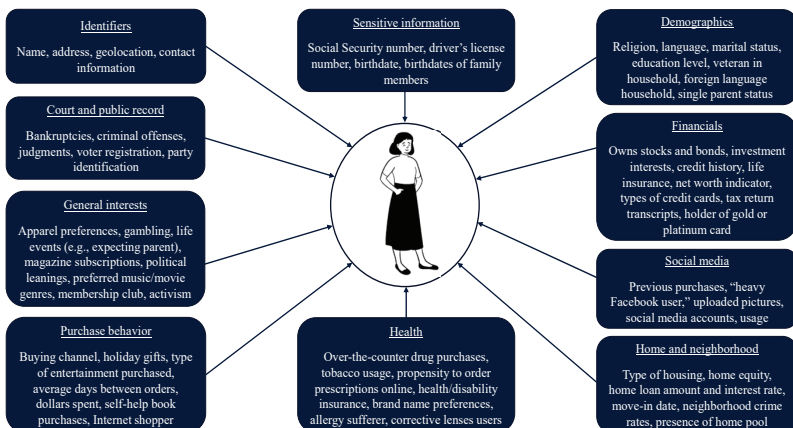 Identifiers
Name, address, geolocation, contact
information
Sensitive information
Social Security number, driver’s license
number, birthdate, birthdates of family
members
Demographics
Religion, language, marital status,
education level, veteran in
household, foreign language
household, single parent status
Court and public record
Bankruptcies, criminal offenses,
judgments, voter registration, party
identification
Financials
Owns stocks and bonds, investment
interests, credit history, life
insurance, net worth indicator,
types of credit cards, tax return
transcripts, holder of gold or
platinum card
General interests
Apparel preferences, gambling, life
events (e.g., expecting parent),
magazine subscriptions, political
leanings, preferred music/movie
genres, membership club, activism
Social media
Previous purchases, “heavy
Facebook user,” uploaded pictures,
social media accounts, usage
Purchase behavior
Buying channel, holiday gifts, type
of entertainment purchased,
average days between orders,
dollars spent, self-help book
purchases, Internet shopper
Health
Over-the-counter drug purchases,
tobacco usage, propensity to order
prescriptions online, health/disability
insurance, brand name preferences,
allergy sufferer, corrective lenses users
Home and neighborhood
Type of housing, home equity,
home loan amount and interest rate,
move-in date, neighborhood crime
rates, presence of home pool